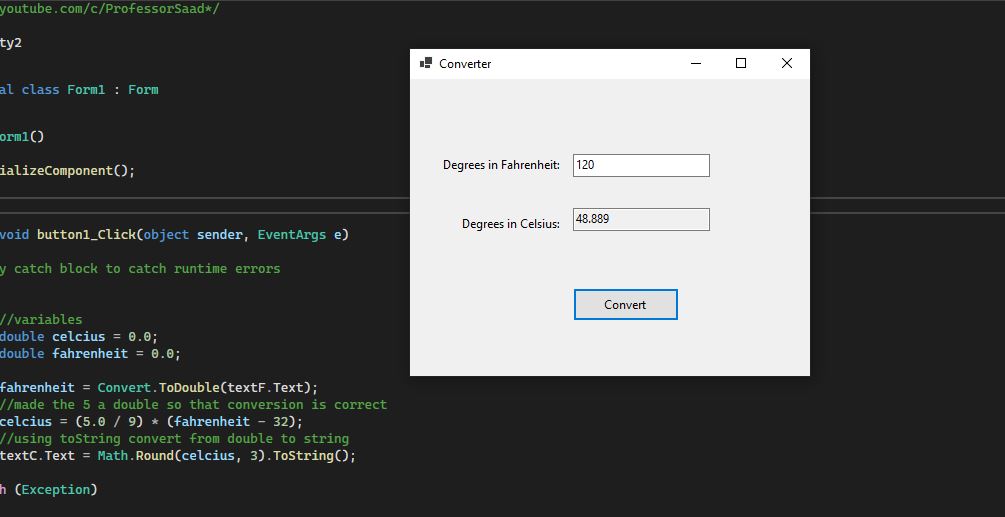 youtube.com/c/ProfessorSaad*/
ty2
al class Form1 : Form
orm1()
ializeComponent();
void button1_Click(object sender, EventArgs e)
y catch block to catch runtime errors
//variables
double celcius = 0.0;
double fahrenheit = 0.0;
fahrenheit = Convert.ToDouble(textF.Text);
//made the 5 a double so that conversion is correct
celcius = (5.0 / 9) * (fahrenheit - 32);
//using toString convert from double to string
textC.Text = Math.Round(celcius, 3).ToString();
h (Exception)
Converter
Degrees in Fahrenheit: 120
Degrees in Celsius: 48.889
Convert